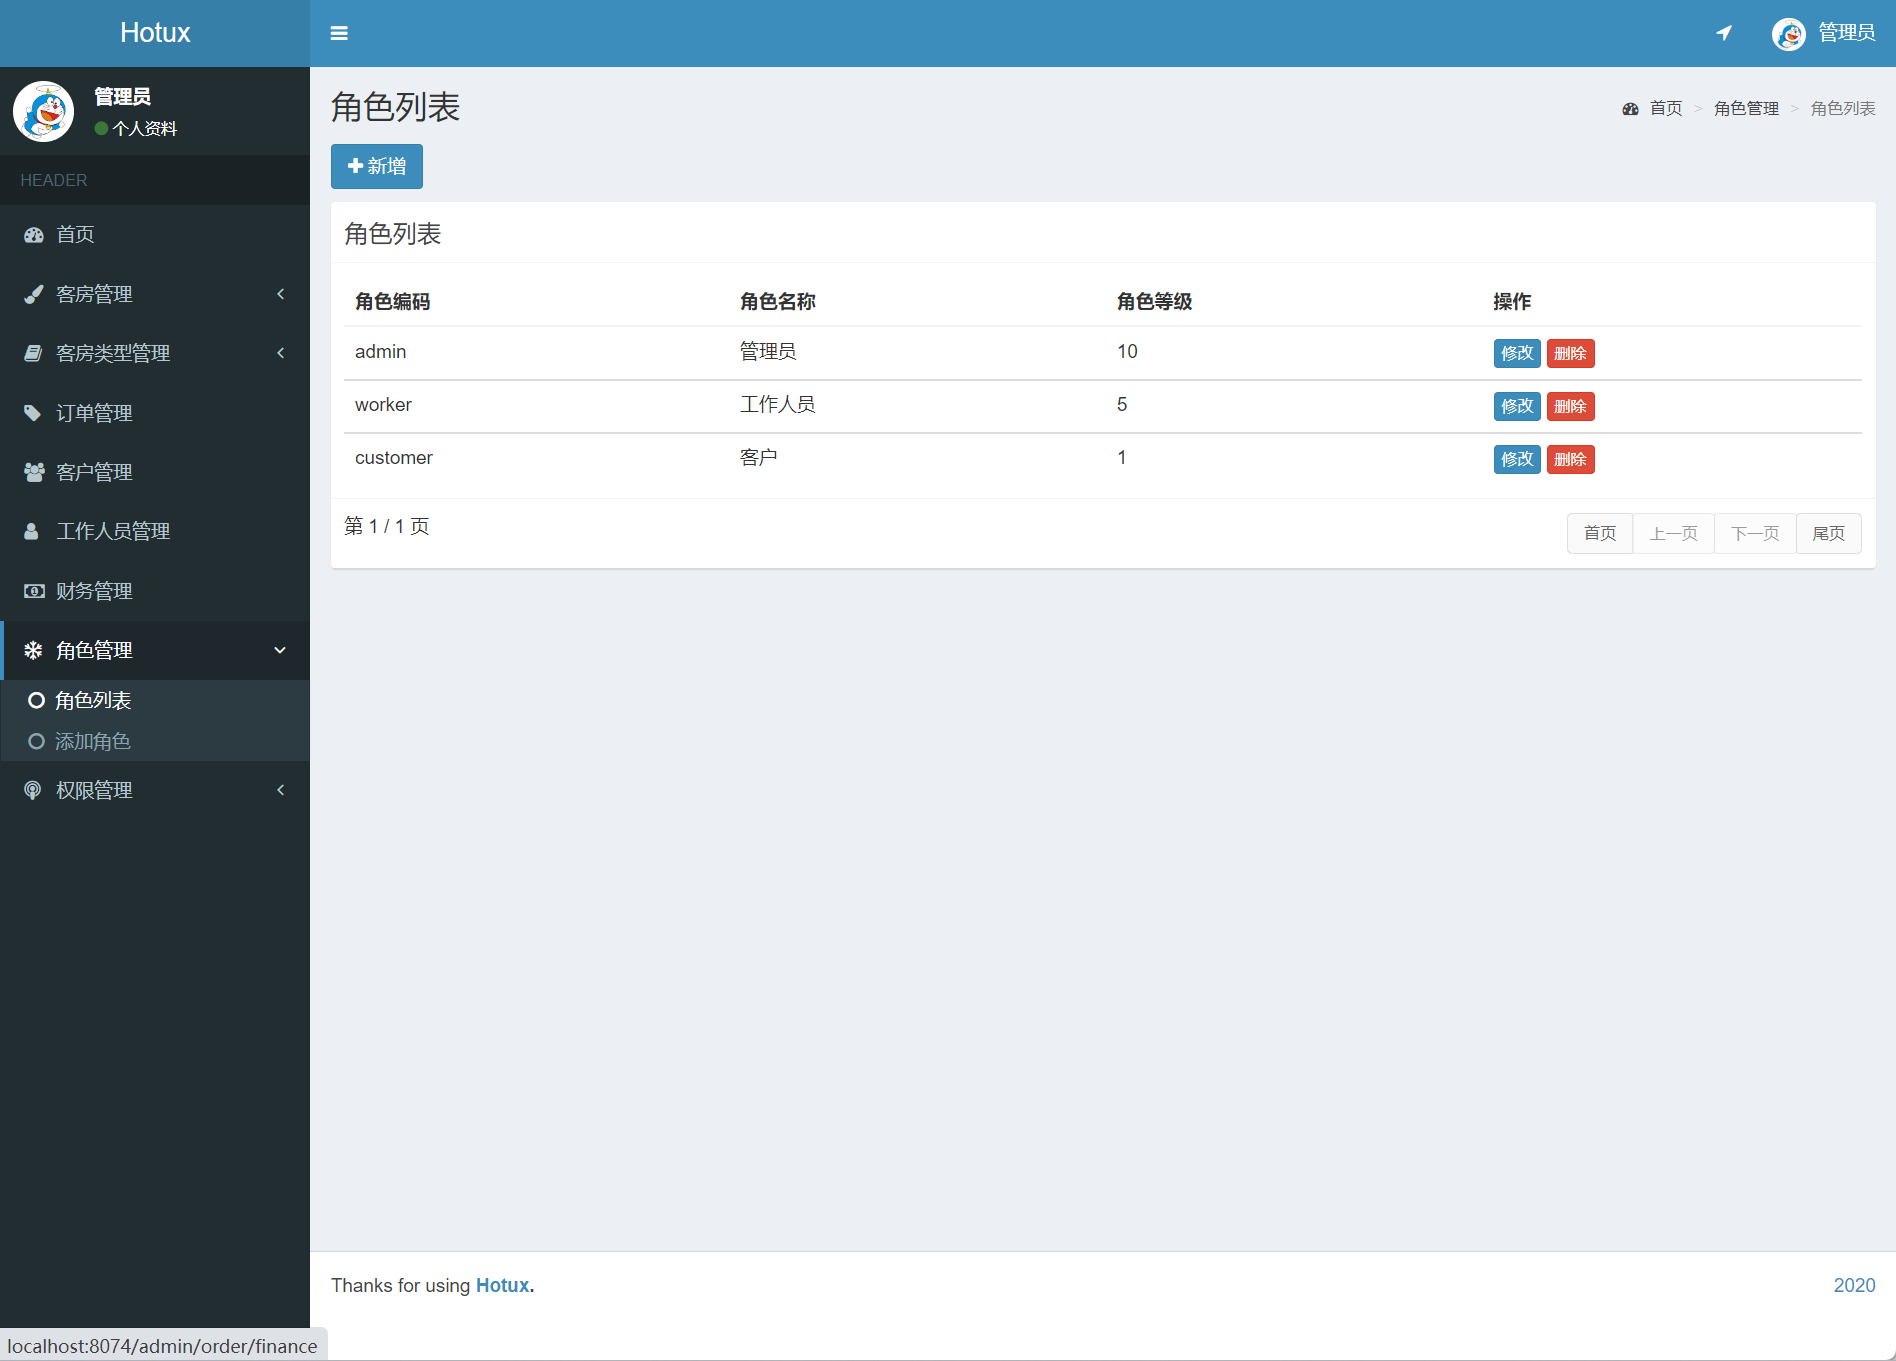 Hotux
管理员
管理员
个人资料
HEADER
首页
客房管理
客房类型管理
订单管理
客户管理
工作人员管理
财务管理
角色管理
角色列表
添加角色
权限管理
角色列表
首页 > 角色管理 > 角色列表
新增
角色列表
角色编码 角色名称 角色等级 操作
admin 管理员 10 修改 删除
worker 工作人员 5 修改 删除
customer 客户 1 修改 删除
第 1 / 1 页
首页 上一页 下一页 尾页
Thanks for using Hotux.
2020
localhost:8074/admin/order/finance